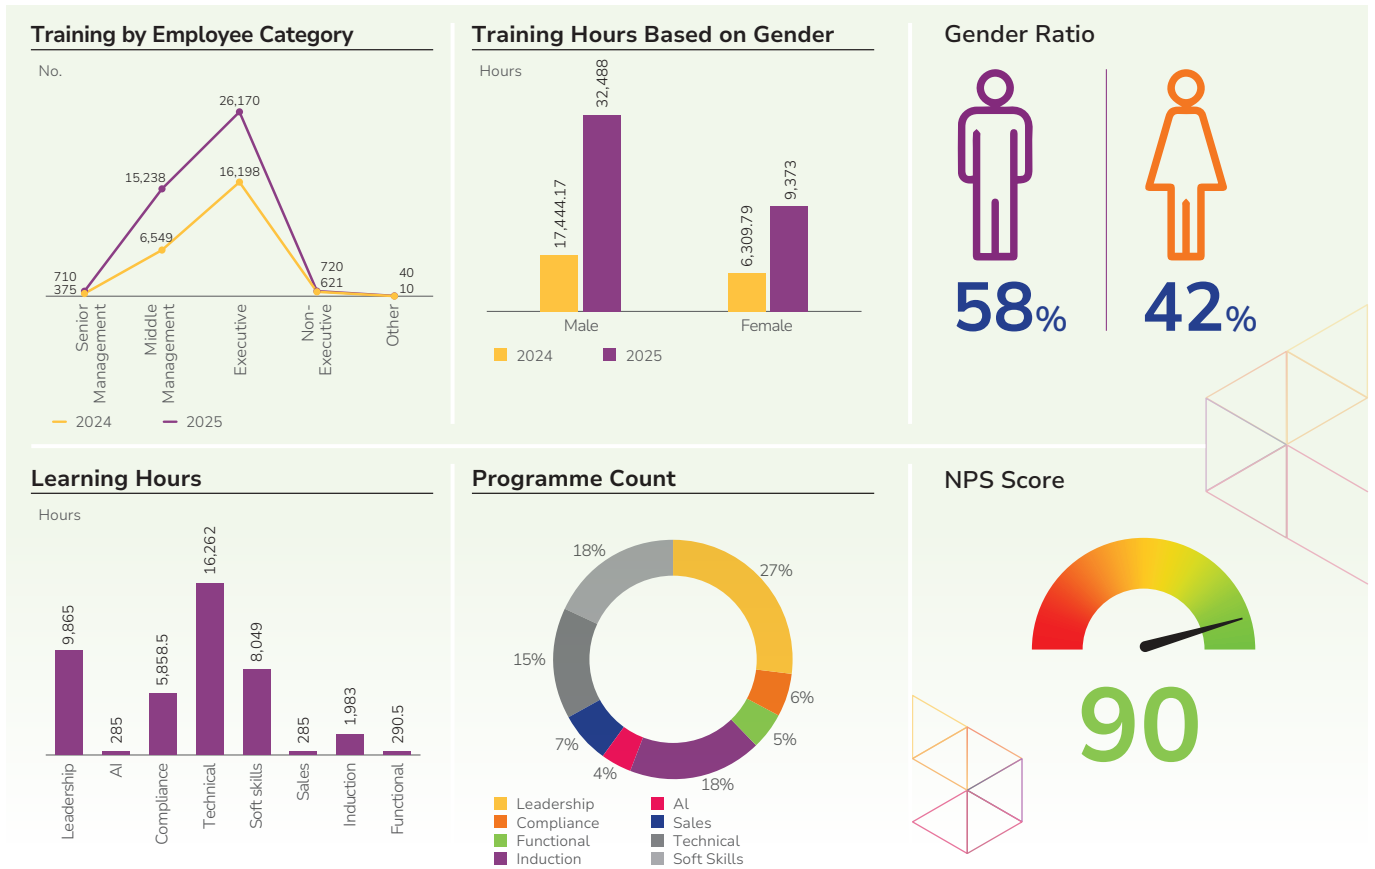 Training by Employee Category
No.
26,170
16,198
15,238
6,549
710
375
720
621
40
10
Senior
Management
Middle
Management
Executive
Non-
Executive
Other
2024
2025
Training Hours Based on Gender
Hours
17,444.17
32,488
6,309.79
9,373
Male
Female
2024
2025
Gender Ratio
58%
42%
Learning Hours
Hours
9,865
285
5,858.5
16,262
8,049
285
1,983
290.5
Leadership
AI
Compliance
Technical
Soft skills
Sales
Induction
Functional
Programme Count
18%
27%
15%
6%
7%
5%
4%
18%
Leadership
Compliance
Functional
Induction
AI
Sales
Technical
Soft Skills
NPS Score
90